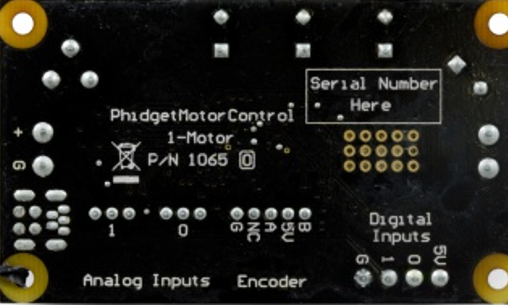 Serial Number
Here
PhidgetMotorControl
1-Motor
P/N 1065 0
+
G
1
0
G
NC
A
5V
B
Digital
Inputs
G
1
0
5V
Analog Inputs
Encoder